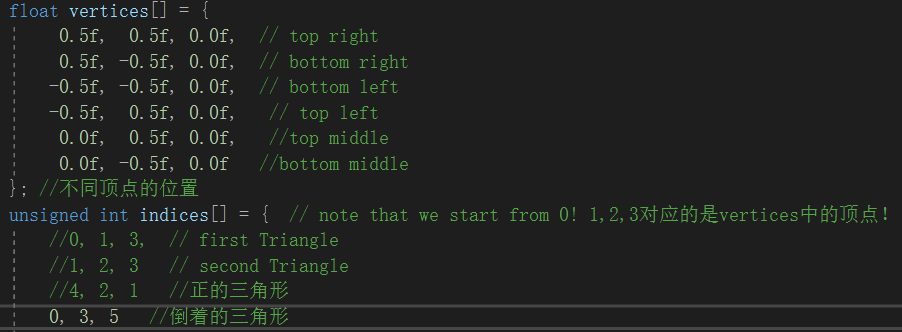 float vertices[] = {
0.5f, 0.5f, 0.0f, // top right
0.5f, -0.5f, 0.0f, // bottom right
-0.5f, -0.5f, 0.0f, // bottom left
-0.5f, 0.5f, 0.0f, // top left
0.0f, 0.5f, 0.0f, //top middle
0.0f, -0.5f, 0.0f //bottom middle
}; //不同顶点的位置
unsigned int indices[] = { // note that we start from 0! 1,2,3对应的是vertices中的顶点!
//0, 1, 3, // first Triangle
//1, 2, 3 // second Triangle
//4, 2, 1 //正的三角形
0, 3, 5 //倒着的三角形